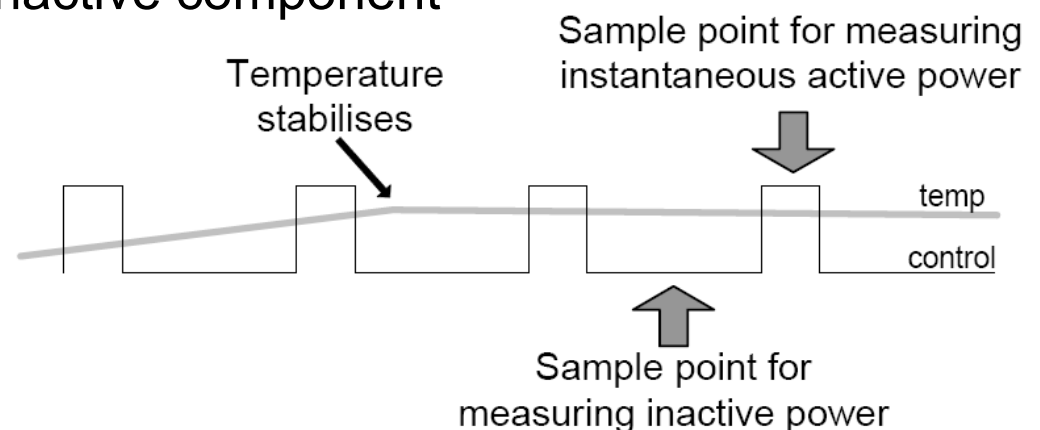 inactive component
Sample point for measuring
instantaneous active power
Temperature
stabilises
temp
control
Sample point for
measuring inactive power